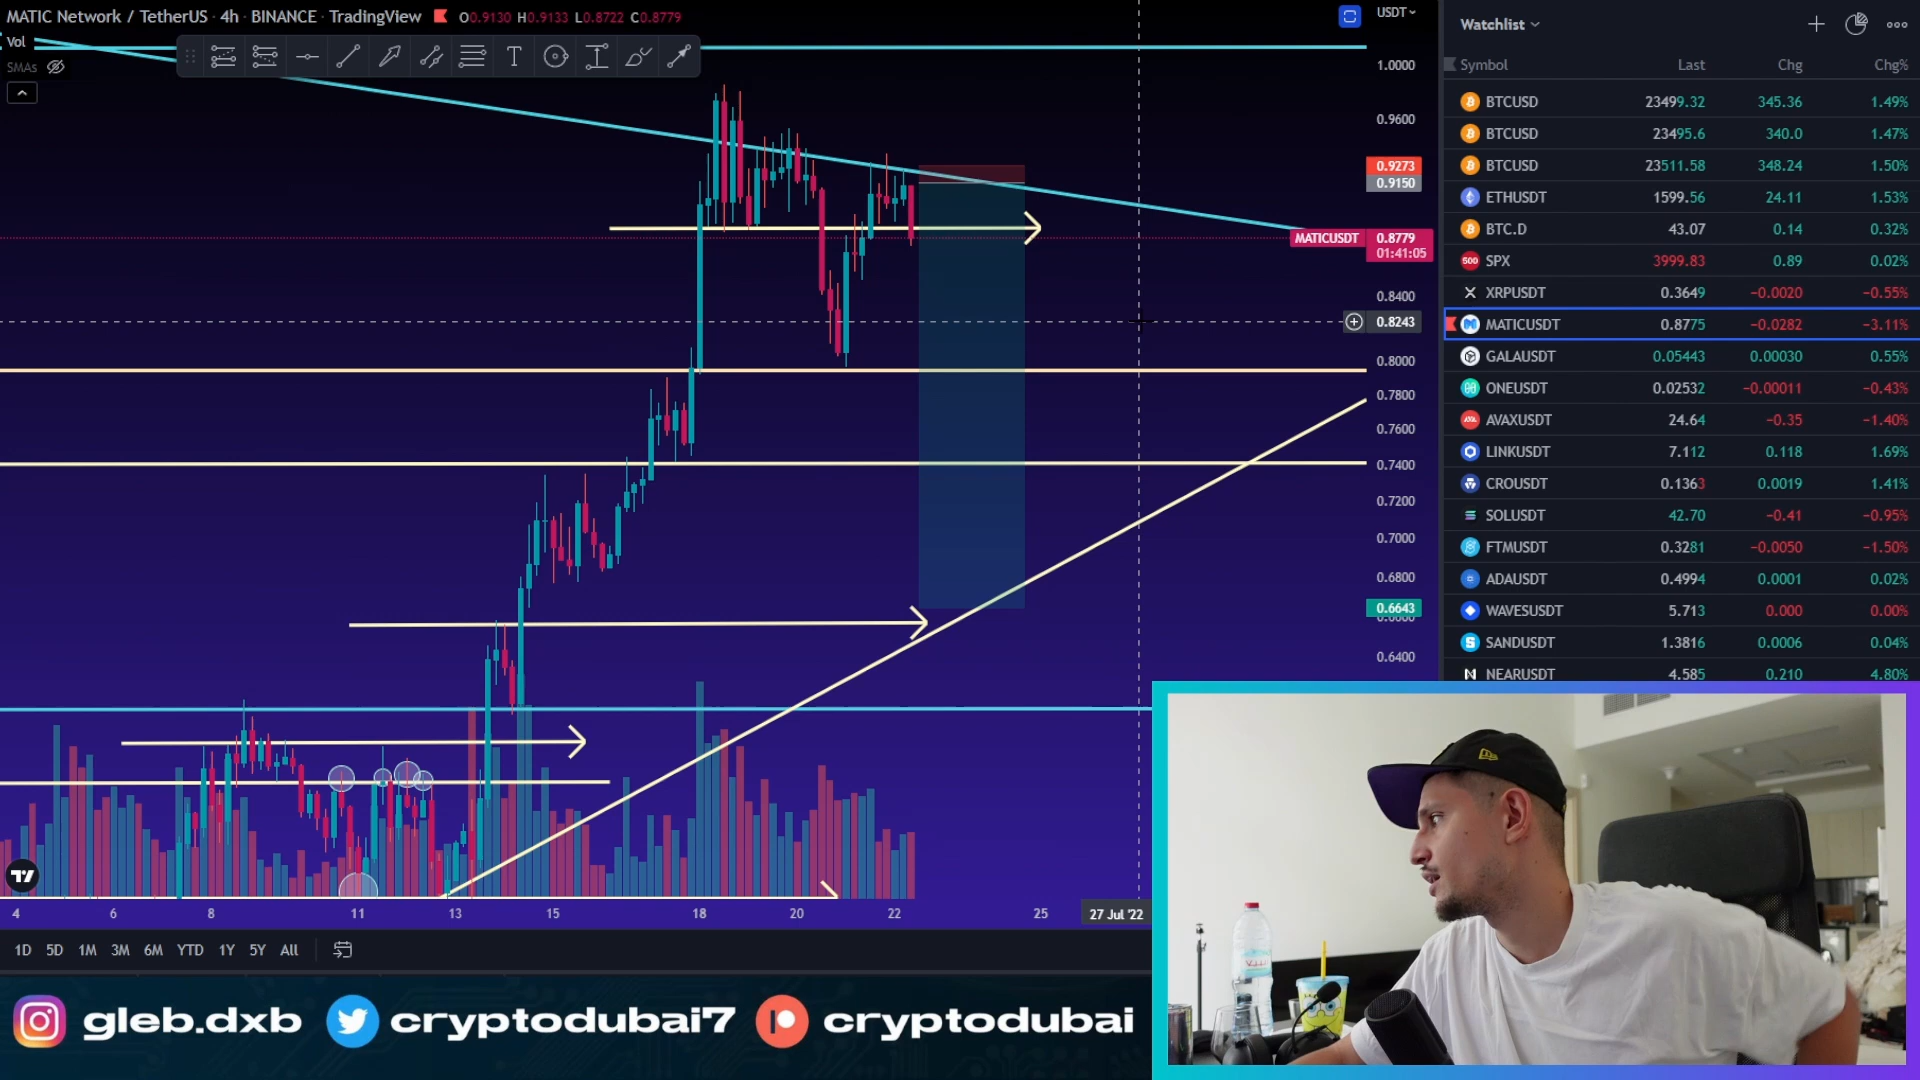 MATIC Network / TetherUS · 4h · BINANCE · TradingView O0.9130 H0.9133 L0.8722 C0.8779
USDT
Vol
SMAs
T
1.0000
0.9600
0.9273
0.9150
MATICUSDT 0.8779
01:41:05
0.8400
0.8243
0.8000
0.7800
0.7600
0.7400
0.7200
0.7000
0.6800
0.6643
0.6400
4 6 8 11 13 15 18 20 22 25 27 Jul '22
1D 5D 1M 3M 6M YTD 1Y 5Y All
Watchlist
Symbol Last Chg Chg%
BTCUSD 23499.32 345.36 1.49%
BTCUSD 23495.6 340.0 1.47%
BTCUSD 23511.58 348.24 1.50%
ETHUSDT 1599.56 24.11 1.53%
BTC.D 43.07 0.14 0.32%
500 SPX 3999.83 0.89 0.02%
XRPUSDT 0.3649 −0.0020 −0.55%
MATICUSDT 0.8775 −0.0282 −3.11%
GALAUSDT 0.05443 0.00030 0.55%
ONEUSDT 0.02532 −0.00011 −0.43%
AVAXUSDT 24.64 −0.35 −1.40%
LINKUSDT 7.112 0.118 1.69%
CROUSDT 0.1363 0.0019 1.41%
SOLUSDT 42.70 −0.41 −0.95%
FTMUSDT 0.3281 −0.0050 −1.50%
ADAUSDT 0.4994 0.0001 0.02%
WAVESUSDT 5.713 0.000 0.00%
SANDUSDT 1.3816 0.0006 0.04%
NEARUSDT 4.585 0.210 4.80%
gleb.dxb cryptodubai7 cryptodubai